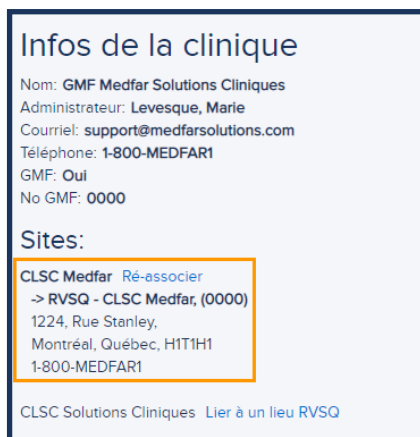 Infos de la clinique
Nom: GMF Medfar Solutions Cliniques
Administrateur: Levesque, Marie
Courriel: support@medfarsolutions.com
Téléphone: 1-800-MEDFAR1
GMF: Oui
No GMF: 0000
Sites:
CLSC Medfar Ré-associer
-> RVSQ - CLSC Medfar, (0000)
1224, Rue Stanley,
Montréal, Québec, H1T1H1
1-800-MEDFAR1
CLSC Solutions Cliniques Lier à un lieu RVSQ